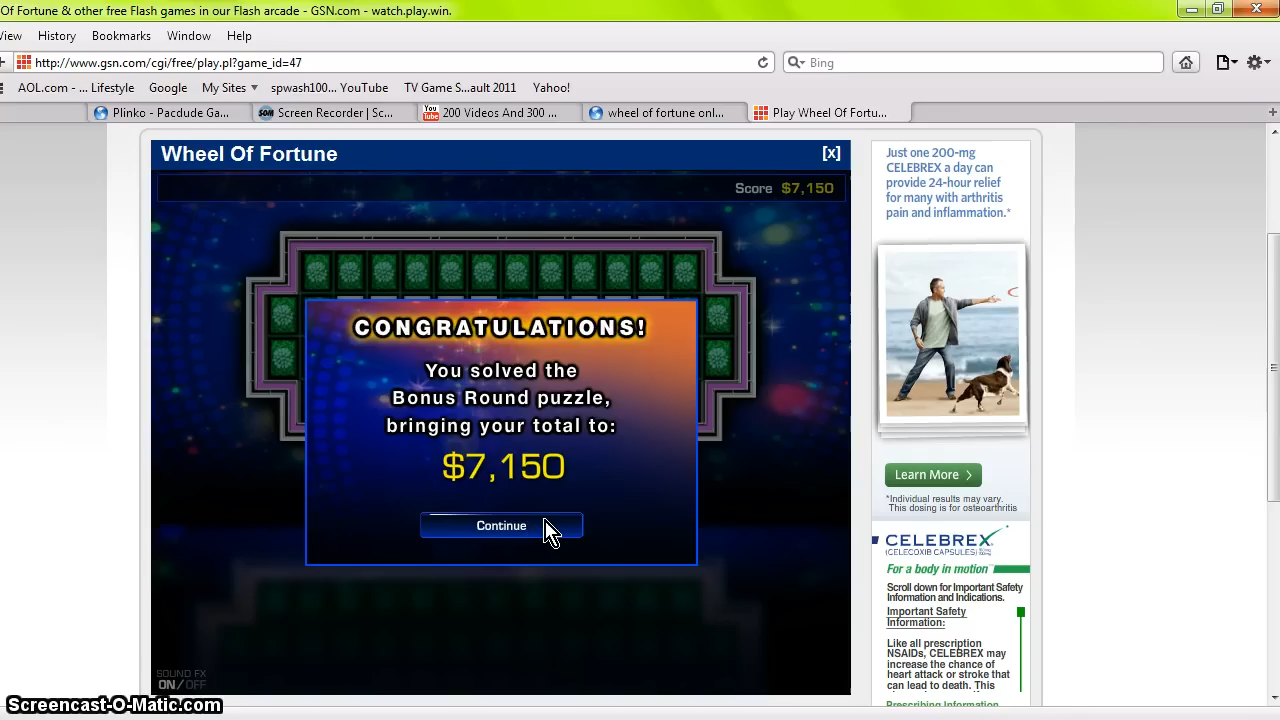 Of Fortune & other free Flash games in our Flash arcade - GSN.com - watch.play.win.
View History Bookmarks Window Help
http://www.gsn.com/cgi/free/play.pl?game_id=47
Bing
AOL.com - ... Lifestyle Google My Sites spwash100... YouTube TV Game S...ault 2011 Yahoo!
Plinko - Pacdude Ga... Screen Recorder | Sc... 200 Videos And 300 ... wheel of fortune onl... Play Wheel Of Fortu...
Wheel Of Fortune [x]
Score $7,150
CONGRATULATIONS!
You solved the
Bonus Round puzzle,
bringing your total to:
$7,150
Continue
SOUND FX
ON/OFF
Just one 200-mg
CELEBREX a day can
provide 24-hour relief
for many with arthritis
pain and inflammation.*
Learn More
*Individual results may vary.
This dosing is for osteoarthritis
CELEBREX
(CELECOXIB CAPSULES)
For a body in motion™
Scroll down for Important Safety
Information and Indications.
Important Safety
Information:
Like all prescription
NSAIDs, CELEBREX may
increase the chance of
heart attack or stroke that
can lead to death. This
Prescribing Information
Screencast-O-Matic.com